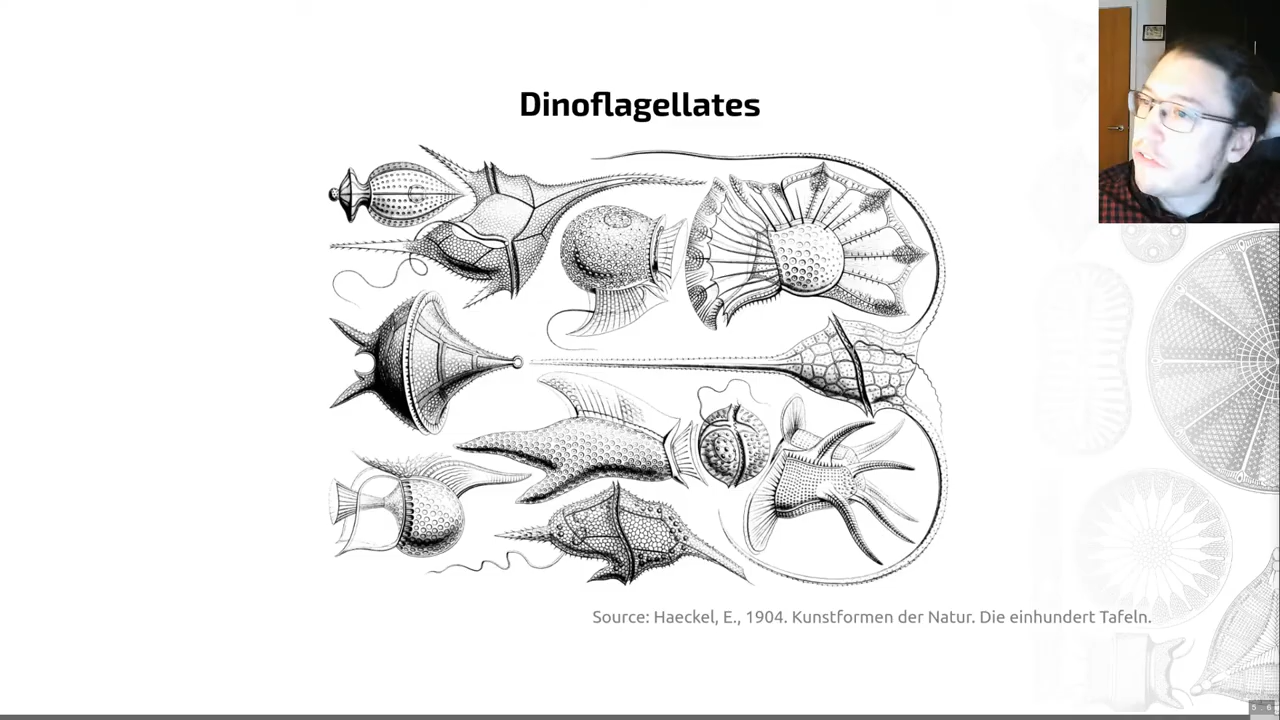 Dinoflagellates
Source: Haeckel, E., 1904. Kunstformen der Natur. Die einhundert Tafeln.